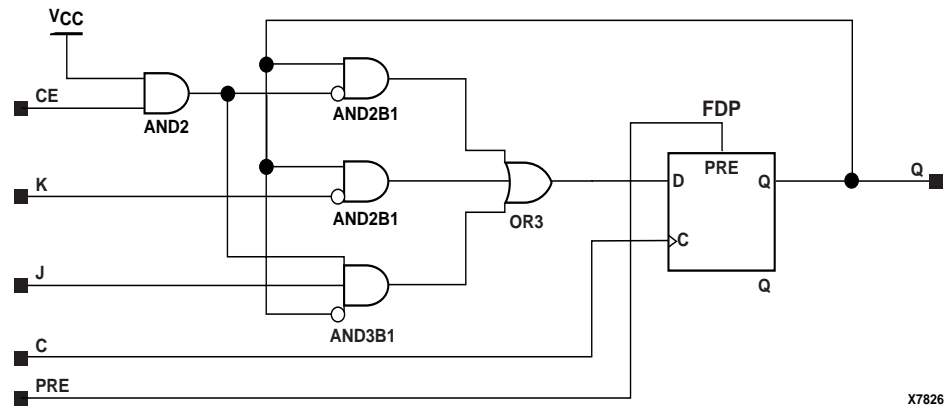 VCC
CE
AND2
AND2B1
K
AND2B1
J
AND3B1
OR3
FDP
PRE
D
Q
C
Q
Q
C
PRE
X7826